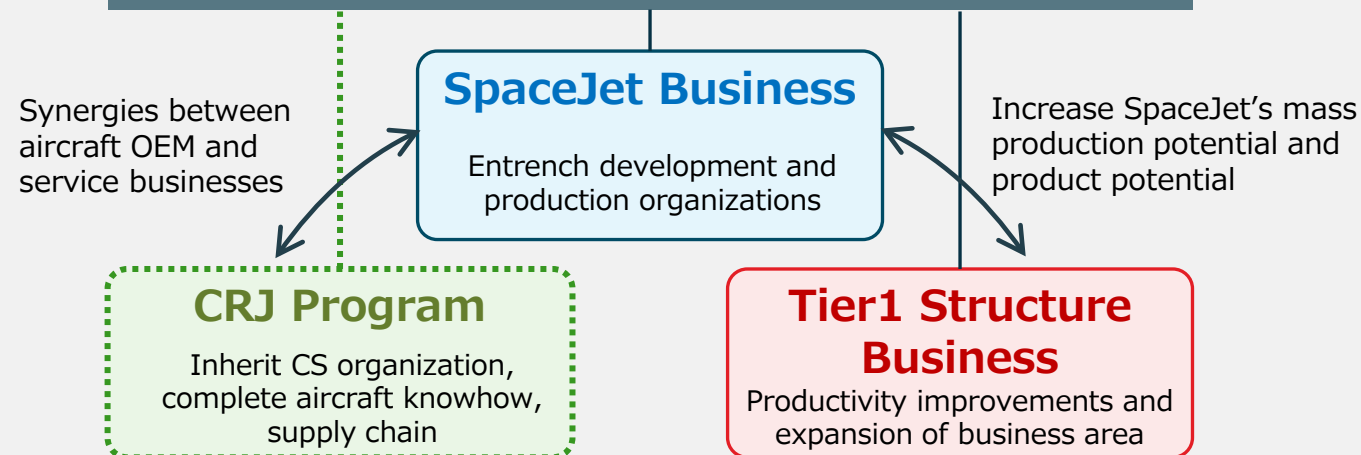 SpaceJet Business
Entrench development and
production organizations
Synergies between
aircraft OEM and
service businesses
Increase SpaceJet’s mass
production potential and
product potential
CRJ Program
Inherit CS organization,
complete aircraft knowhow,
supply chain
Tier1 Structure
Business
Productivity improvements and
expansion of business area